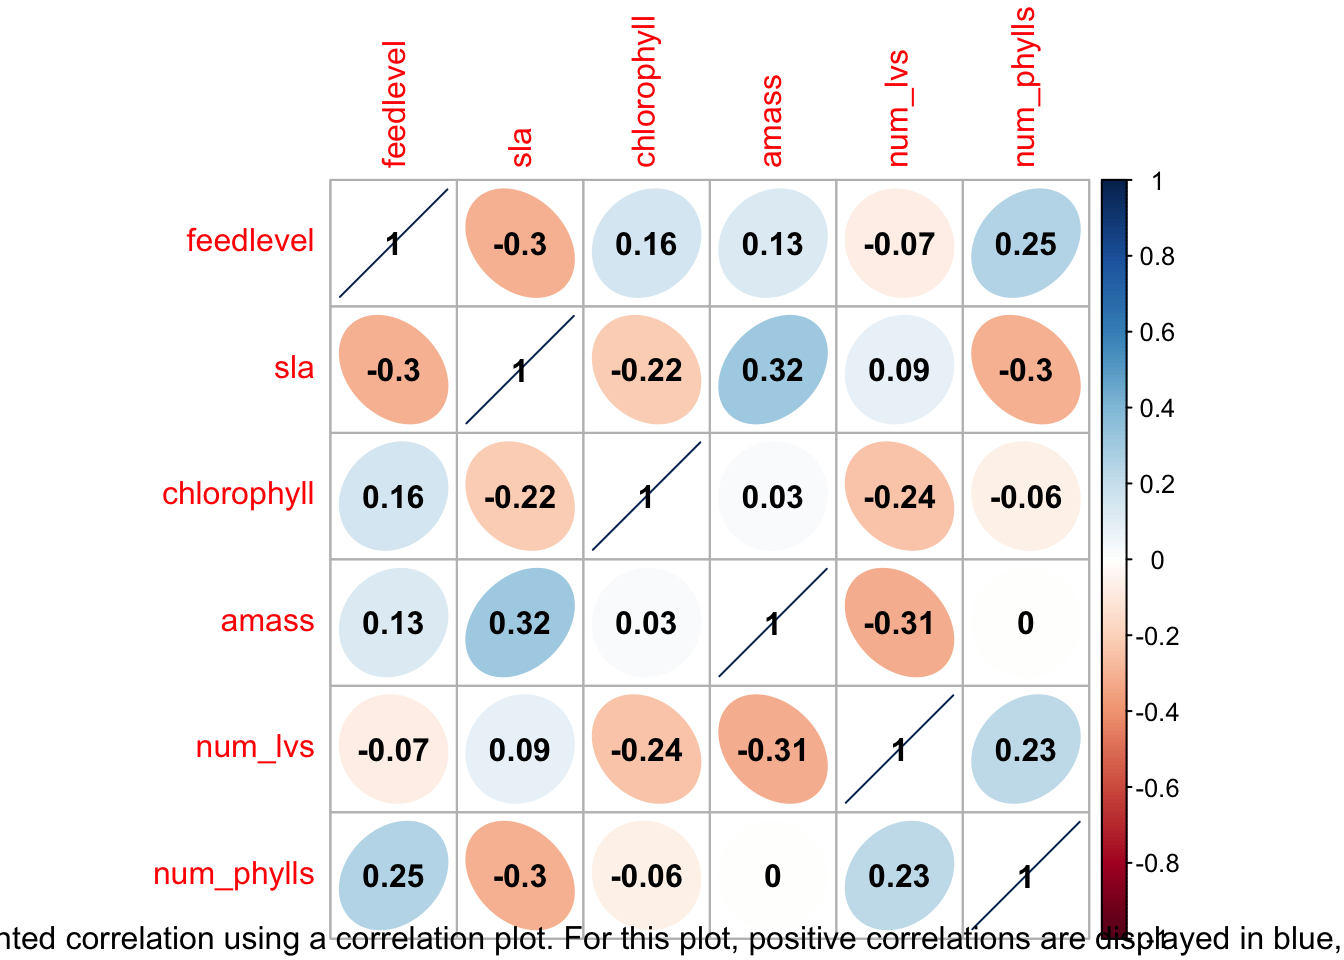 feedlevel sla chlorophyll amass num_lvs num_phylls
feedlevel 1 -0.3 0.16 0.13 -0.07 0.25
sla -0.3 1 -0.22 0.32 0.09 -0.3
chlorophyll 0.16 -0.22 1 0.03 -0.24 -0.06
amass 0.13 0.32 0.03 1 -0.31 0
num_lvs -0.07 0.09 -0.24 -0.31 1 0.23
num_phylls 0.25 -0.3 -0.06 0 0.23 1
1
0.8
0.6
0.4
0.2
0
-0.2
-0.4
-0.6
-0.8
-1
nted correlation using a correlation plot. For this plot, positive correlations are displayed in blue,